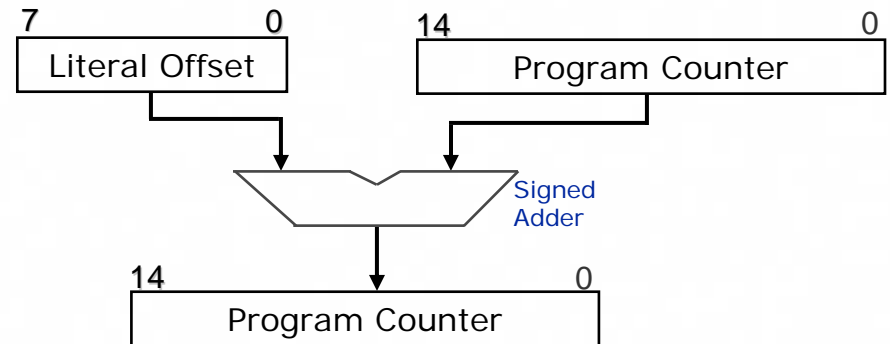 7 0 14 0
Literal Offset Program Counter
Signed
Adder
14 0
Program Counter